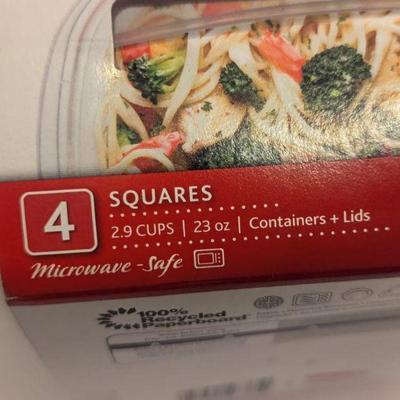 4
SQUARES
2.9 CUPS | 23 oz | Containers + Lids
Microwave-Safe
100%
Recycled
Paperboard